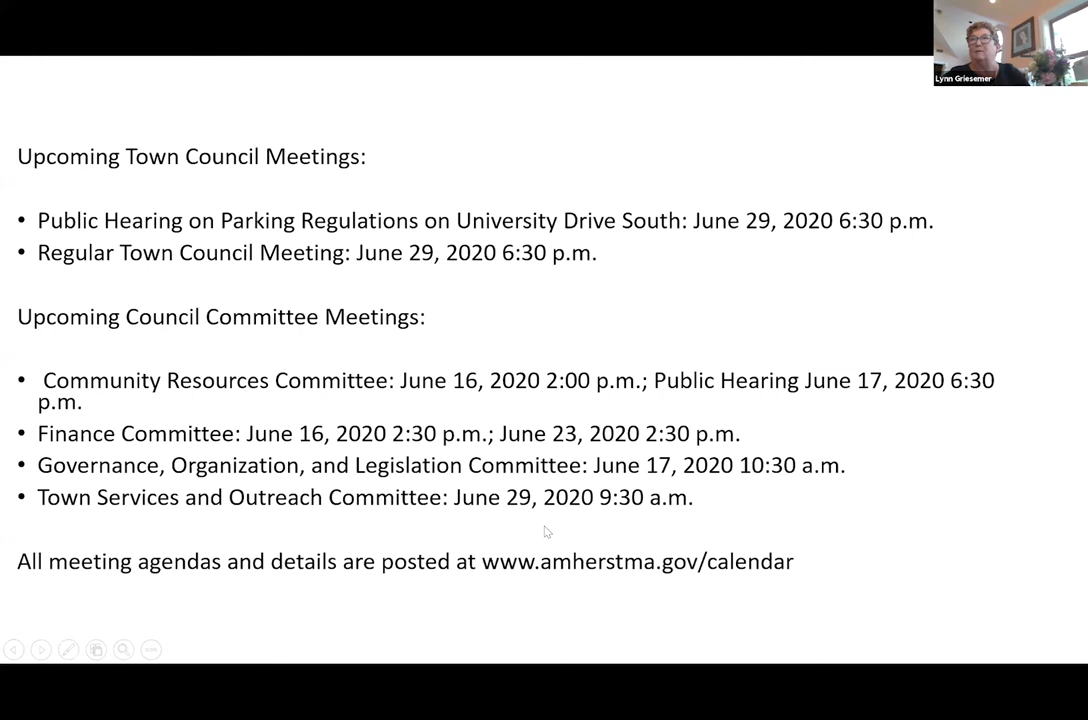 Lynn Griesemer
Upcoming Town Council Meetings:
• Public Hearing on Parking Regulations on University Drive South: June 29, 2020 6:30 p.m.
• Regular Town Council Meeting: June 29, 2020 6:30 p.m.
Upcoming Council Committee Meetings:
• Community Resources Committee: June 16, 2020 2:00 p.m.; Public Hearing June 17, 2020 6:30
p.m.
• Finance Committee: June 16, 2020 2:30 p.m.; June 23, 2020 2:30 p.m.
• Governance, Organization, and Legislation Committee: June 17, 2020 10:30 a.m.
• Town Services and Outreach Committee: June 29, 2020 9:30 a.m.
All meeting agendas and details are posted at www.amherstma.gov/calendar